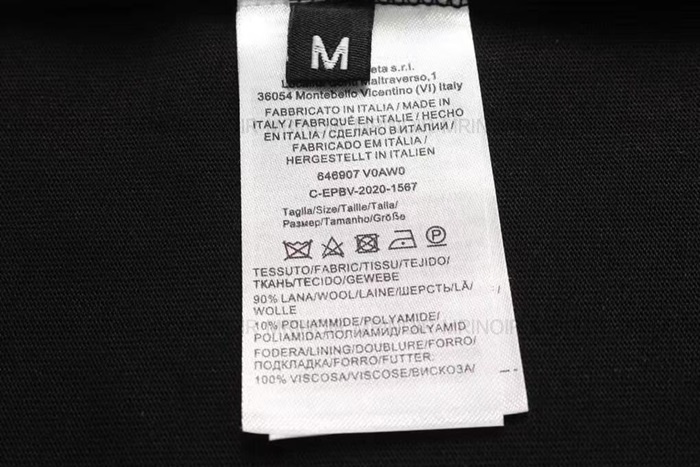 M
eta s.r.l.
altraverso,1
36054 Montebello Vicentino (VI) Italy
FABBRICATO IN ITALIA / MADE IN
ITALY / FABRIQUÉ EN ITALIE / HECHO
EN ITALIA / СДЕЛАНО В ИТАЛИИ /
FABRICADO EM ITÁLIA /
HERGESTELLT IN ITALIEN
646907 V0AW0
C-EPBV-2020-1567
Taglia/Size/Taille/Talla/
Размер/Tamanho/Größe
P
TESSUTO/FABRIC/TISSU/TEJIDO/
ТКАНЬ/TECIDO/GEWEBE
90% LANA/WOOL/LAINE/ШЕРСТЬ/LÃ/
WOLLE
10% POLIAMMIDE/POLYAMIDE/
POLIAMIDA/ПОЛИАМИД/POLYAMID
FODERA/LINING/DOUBLURE/FORRO/
ПОДКЛАДКА/FORRO/FUTTER
100% VISCOSA/VISCOSE/ВИСКОЗА/